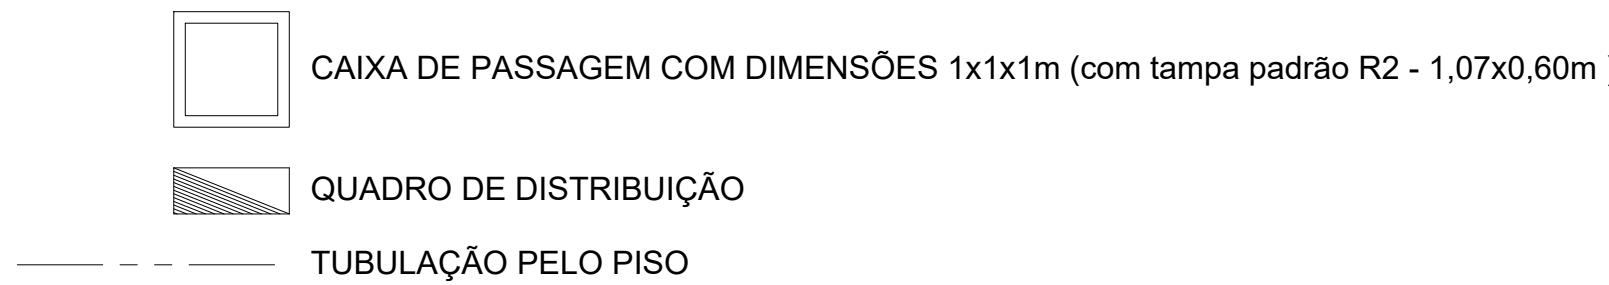 CAIXA DE PASSAGEM COM DIMENSÕES 1x1x1m (com tampa padrão R2 - 1,07x0,60m )
QUADRO DE DISTRIBUIÇÃO
TUBULAÇÃO PELO PISO